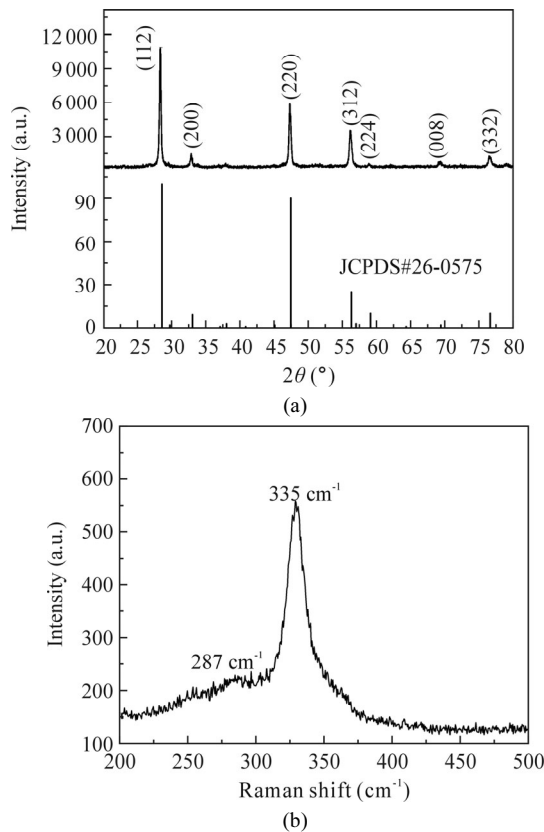 (a)
Intensity (a.u.)
12 000
9 000
6 000
3 000
(112)
(200)
(220)
(312)
(224)
(008)
(332)
Intensity (a.u.)
90
60
30
0
JCPDS#26-0575
20 25 30 35 40 45 50 55 60 65 70 75 80
2θ (°)
(a)
Intensity (a.u.)
700
600
500
400
300
200
100
335 cm⁻¹
287 cm⁻¹
200 250 300 350 400 450 500
Raman shift (cm⁻¹)
(b)